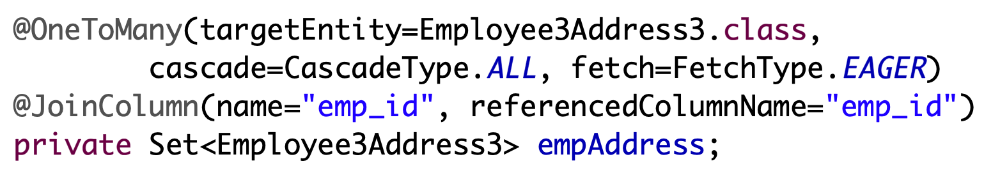 @OneToMany(targetEntity=Employee3Address3.class,
cascade=CascadeType.ALL, fetch=FetchType.EAGER)
@JoinColumn(name="emp_id", referencedColumnName="emp_id")
private Set<Employee3Address3> empAddress;